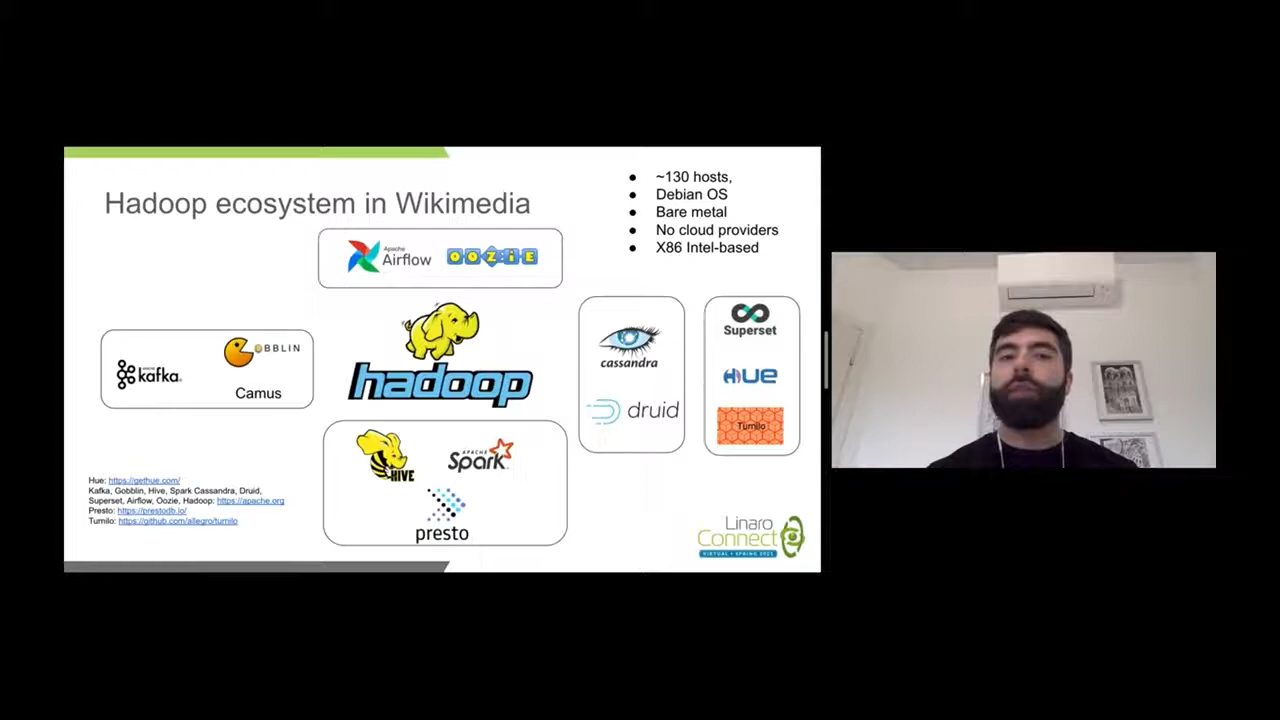 Hadoop ecosystem in Wikimedia
● ~130 hosts,
● Debian OS
● Bare metal
● No cloud providers
● X86 Intel-based
Apache
Airflow
OOZIE
kafka
GOBBLIN
Camus
hadoop
cassandra
druid
Superset
HUE
Turnilo
HIVE
APACHE
Spark
presto
Hue: https://gethue.com/
Kafka, Gobblin, Hive, Spark Cassandra, Druid,
Superset, Airflow, Oozie, Hadoop: https://apache.org
Presto: https://prestodb.io/
Turnilo: https://github.com/allegro/turnilo
Linaro
Connect
VIRTUAL • SPRING 2021